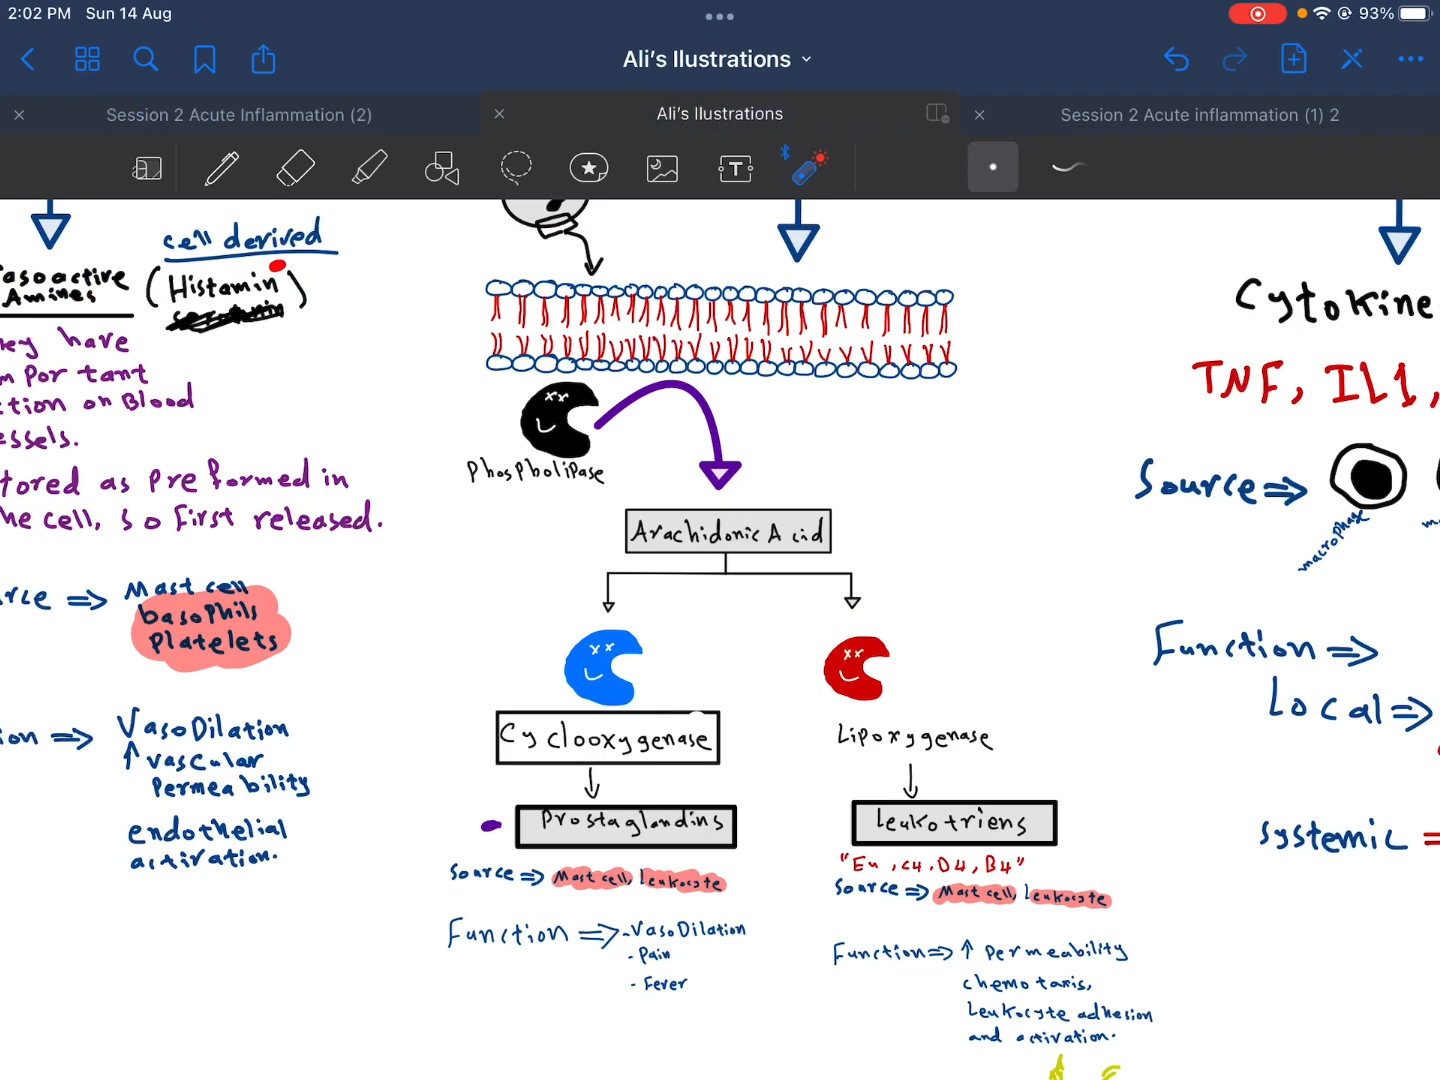 2:02 PM Sun 14 Aug
93%
Ali's Ilustrations
Session 2 Acute Inflammation (2)
Ali's Ilustrations
Session 2 Acute inflammation (1) 2
cell derived
asoactive
Amines
(Histamin)
ey have
m Portant
ction on Blood
essels.
tored as preformed in
he cell, so first released.
rce ⇒ Mast cell
basophils
Platelets
ion ⇒ VasoDilation
↑ vascular
Permeability
endothelial
activation.
Phospholipase
Arachidonic Acid
Cyclooxygenase
Prostaglandins
Source ⇒ Mast cell, leukocyte
Function ⇒ - VasoDilation
- Pain
- Fever
Lipoxygenase
Leukotriens
"E4, C4, D4, B4"
Source ⇒ Mast cell, leukocyte
Function ⇒ ↑ Permeability
chemotaxis,
Leukocyte adhesion
and activation.
Cytokine
TNF, IL1,
Source ⇒
macrophage
Function ⇒
Local ⇒
systemic ⇒